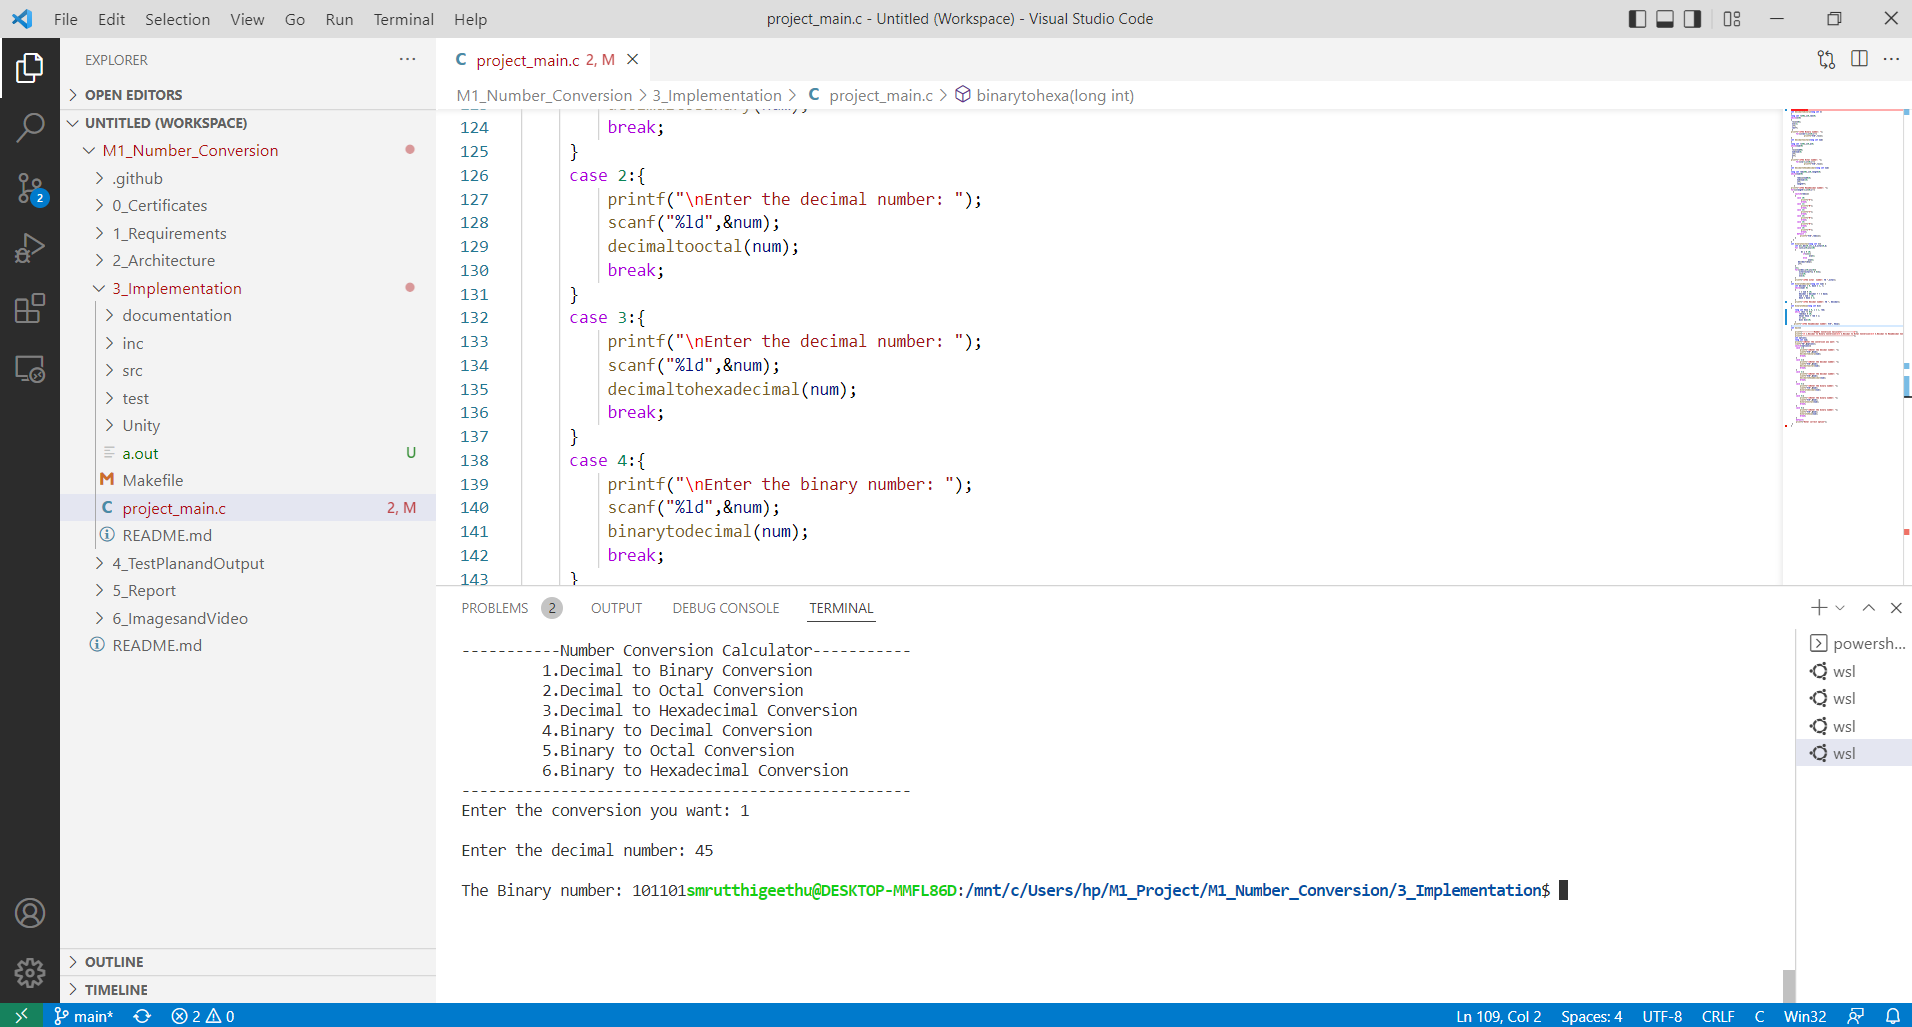 File Edit Selection View Go Run Terminal Help
project_main.c - Untitled (Workspace) - Visual Studio Code
EXPLORER
OPEN EDITORS
UNTITLED (WORKSPACE)
M1_Number_Conversion
.github
0_Certificates
1_Requirements
2_Architecture
3_Implementation
documentation
inc
src
test
Unity
a.out U
Makefile
project_main.c 2, M
README.md
4_TestPlanandOutput
5_Report
6_ImagesandVideo
README.md
OUTLINE
TIMELINE
2
project_main.c 2, M
M1_Number_Conversion > 3_Implementation > C project_main.c > binarytohexa(long int)
124 break;
125 }
126 case 2:{
127 printf("\nEnter the decimal number: ");
128 scanf("%ld",&num);
129 decimaltooctal(num);
130 break;
131 }
132 case 3:{
133 printf("\nEnter the decimal number: ");
134 scanf("%ld",&num);
135 decimaltohexadecimal(num);
136 break;
137 }
138 case 4:{
139 printf("\nEnter the binary number: ");
140 scanf("%ld",&num);
141 binarytodecimal(num);
142 break;
143 }
PROBLEMS 2 OUTPUT DEBUG CONSOLE TERMINAL
-----------Number Conversion Calculator-----------
1.Decimal to Binary Conversion
2.Decimal to Octal Conversion
3.Decimal to Hexadecimal Conversion
4.Binary to Decimal Conversion
5.Binary to Octal Conversion
6.Binary to Hexadecimal Conversion
--------------------------------------------------
Enter the conversion you want: 1
Enter the decimal number: 45
The Binary number: 101101smrutthigeethu@DESKTOP-MMFL86D:/mnt/c/Users/hp/M1_Project/M1_Number_Conversion/3_Implementation$
powersh...
wsl
wsl
wsl
wsl
main* 2 0 Ln 109, Col 2 Spaces: 4 UTF-8 CRLF C Win32